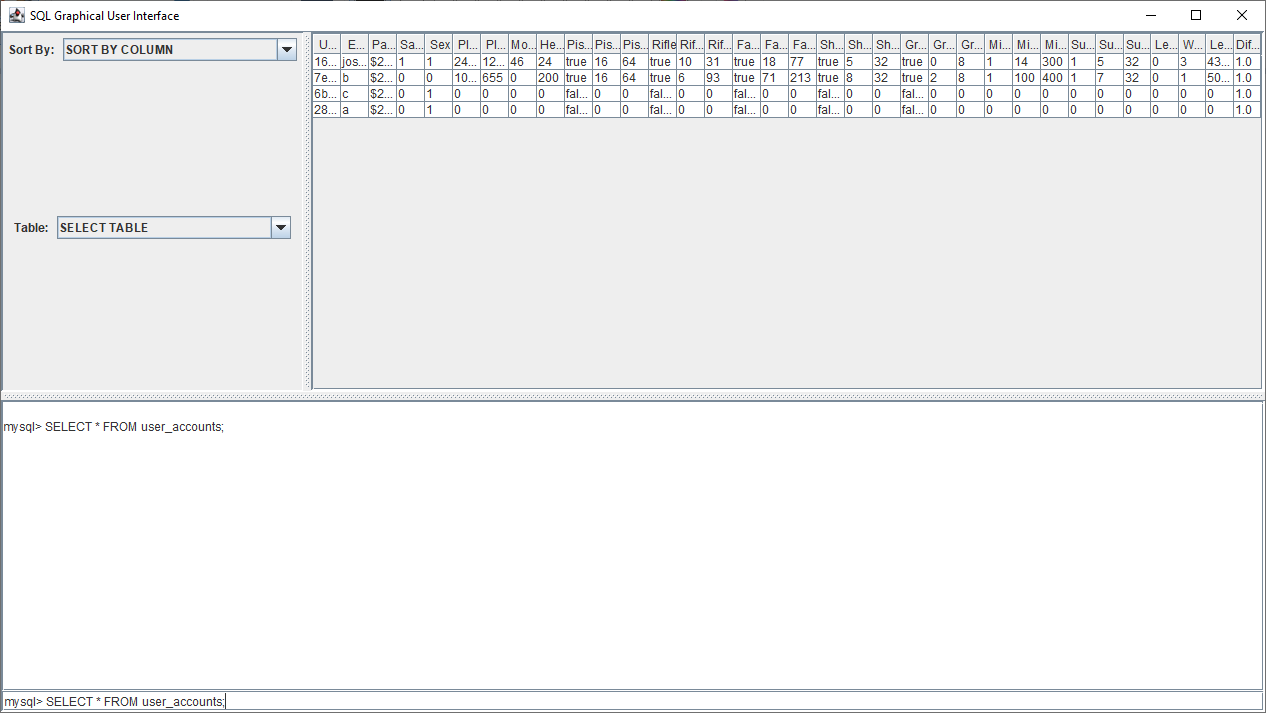 SQL Graphical User Interface
Sort By: SORT BY COLUMN
Table: SELECT TABLE
U... E... Pa... Sa... Sex Pl... Pl... Mo... He... Pis... Pis... Pis... Rifle Rif... Rif... Fa... Fa... Fa... Sh... Sh... Sh... Gr... Gr... Gr... Mi... Mi... Mi... Su... Su... Su... Le... W... Le... Dif...
16... jos... $2... 1 1 24... 12... 46 24 true 16 64 true 10 31 true 18 77 true 5 32 true 0 8 1 14 300 1 5 32 0 3 43... 1.0
7e... b $2... 0 0 10... 655 0 200 true 16 64 true 6 93 true 71 213 true 8 32 true 2 8 1 100 400 1 7 32 0 1 50... 1.0
6b... c $2... 0 1 0 0 0 0 fal... 0 0 fal... 0 0 fal... 0 0 fal... 0 0 fal... 0 0 0 0 0 0 0 0 0 0 0 1.0
28... a $2... 0 1 0 0 0 0 fal... 0 0 fal... 0 0 fal... 0 0 fal... 0 0 fal... 0 0 0 0 0 0 0 0 0 0 0 1.0
mysql> SELECT * FROM user_accounts;
mysql> SELECT * FROM user_accounts;